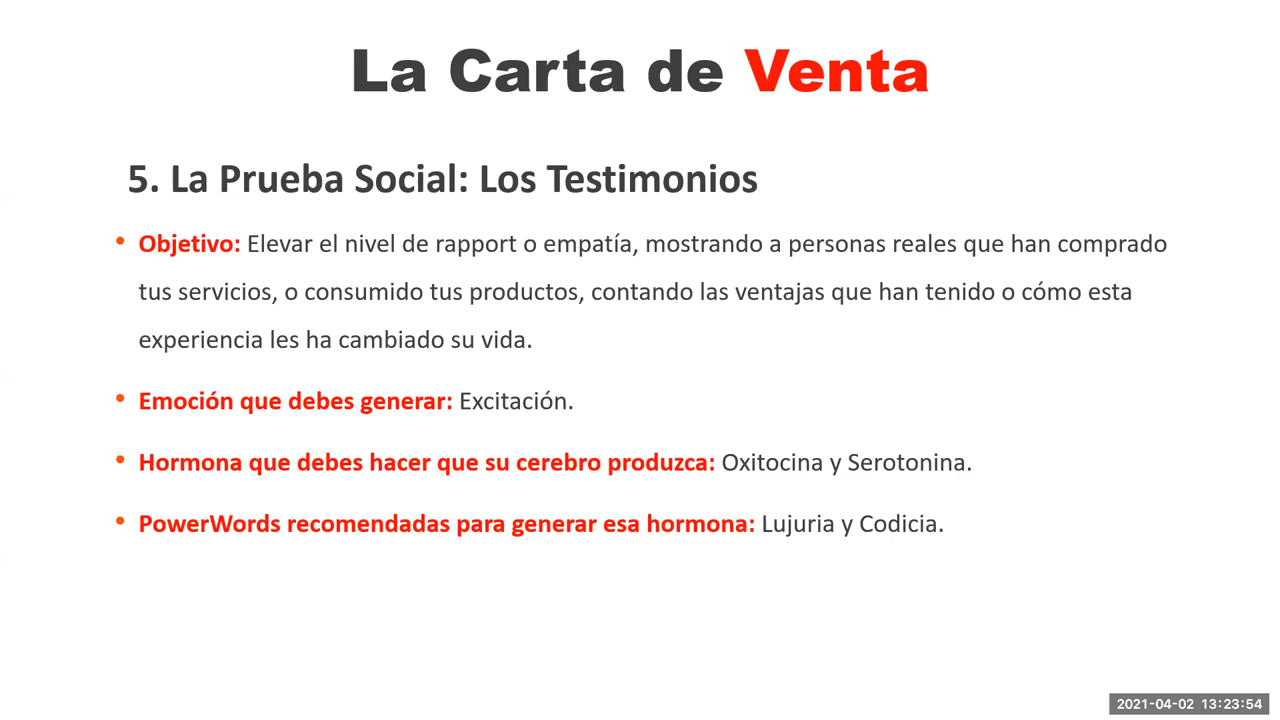 La Carta de Venta
5. La Prueba Social: Los Testimonios
• Objetivo: Elevar el nivel de rapport o empatía, mostrando a personas reales que han comprado
tus servicios, o consumido tus productos, contando las ventajas que han tenido o cómo esta
experiencia les ha cambiado su vida.
• Emoción que debes generar: Excitación.
• Hormona que debes hacer que su cerebro produzca: Oxitocina y Serotonina.
• PowerWords recomendadas para generar esa hormona: Lujuria y Codicia.
2021-04-02 13:23:54